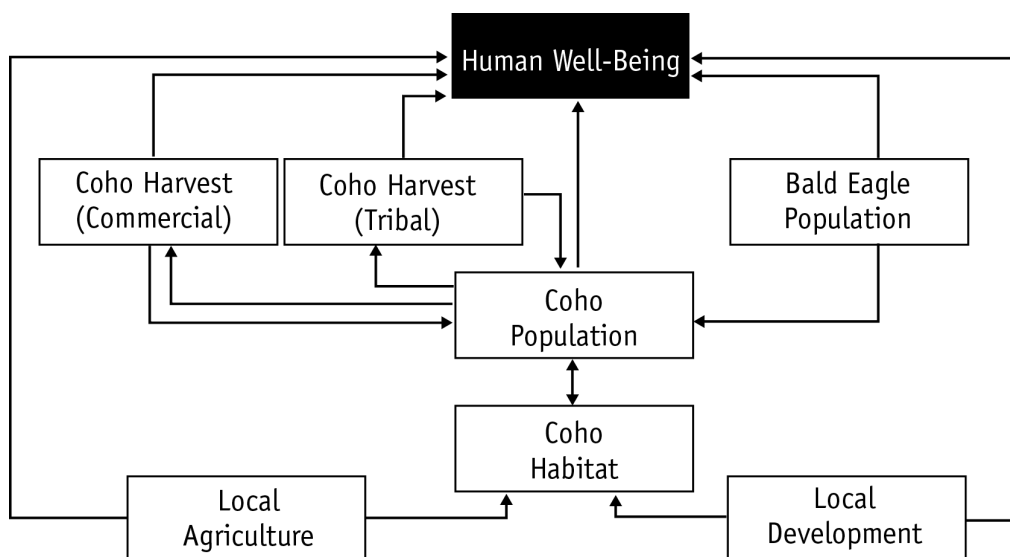 Human Well-Being
Coho Harvest
(Commercial)
Coho Harvest
(Tribal)
Bald Eagle
Population
Coho
Population
Coho
Habitat
Local
Agriculture
Local
Development